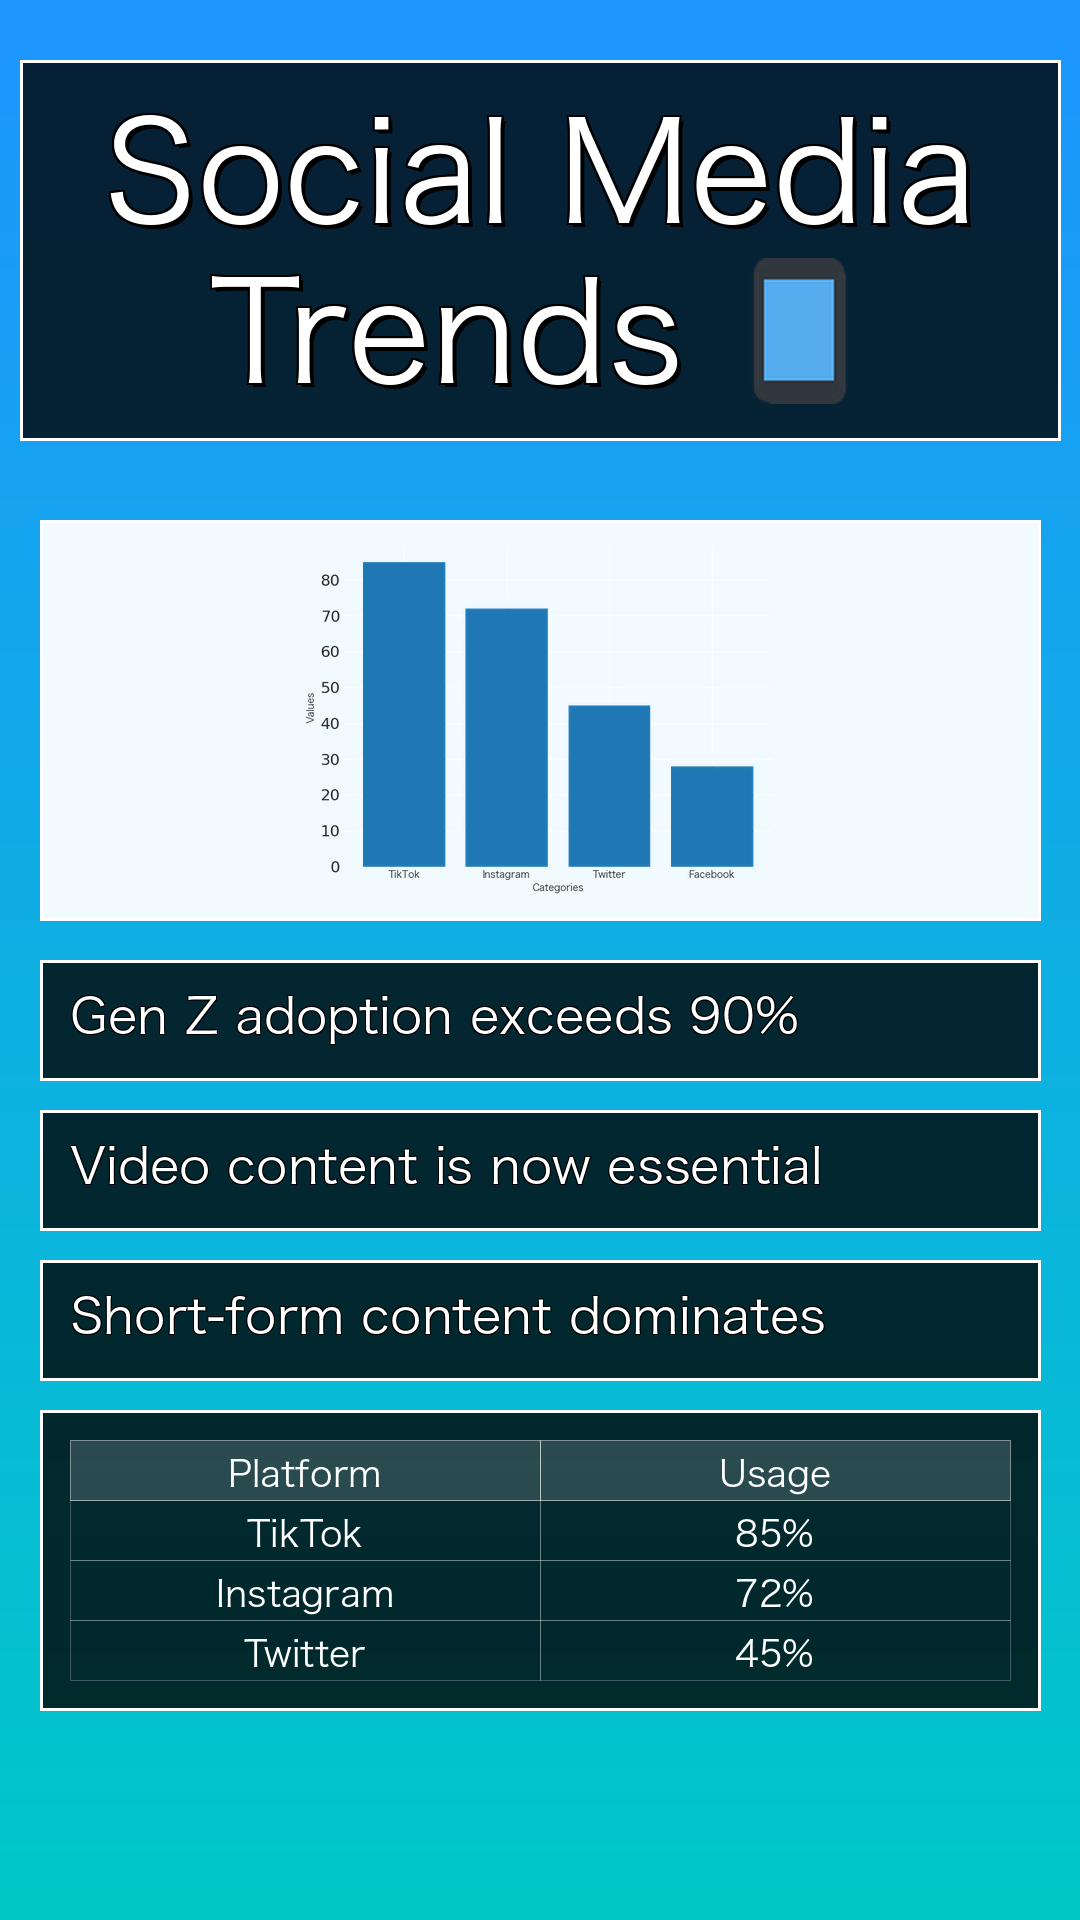 Social Media
Trends
80
70
60
50
40
30
20
10
0
Values
TikTok Instagram Twitter Facebook
Categories
Gen Z adoption exceeds 90%
Video content is now essential
Short-form content dominates
Platform Usage
TikTok 85%
Instagram 72%
Twitter 45%